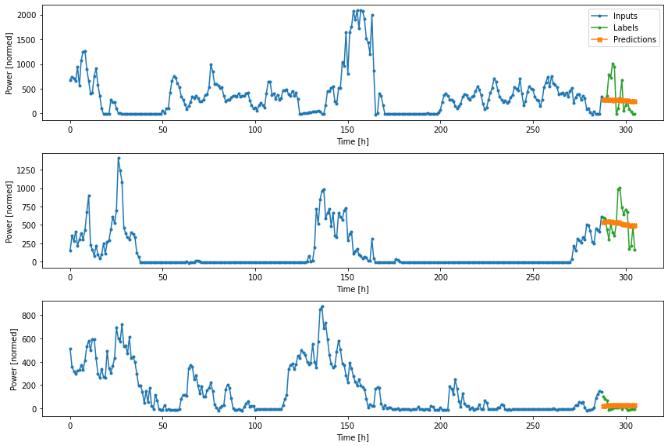 Power [normed]
2000
1500
1000
500
0
Inputs
Labels
Predictions
0 50 100 150 200 250 300
Time [h]
Power [normed]
1250
1000
750
500
250
0
0 50 100 150 200 250 300
Time [h]
Power [normed]
800
600
400
200
0
0 50 100 150 200 250 300
Time [h]